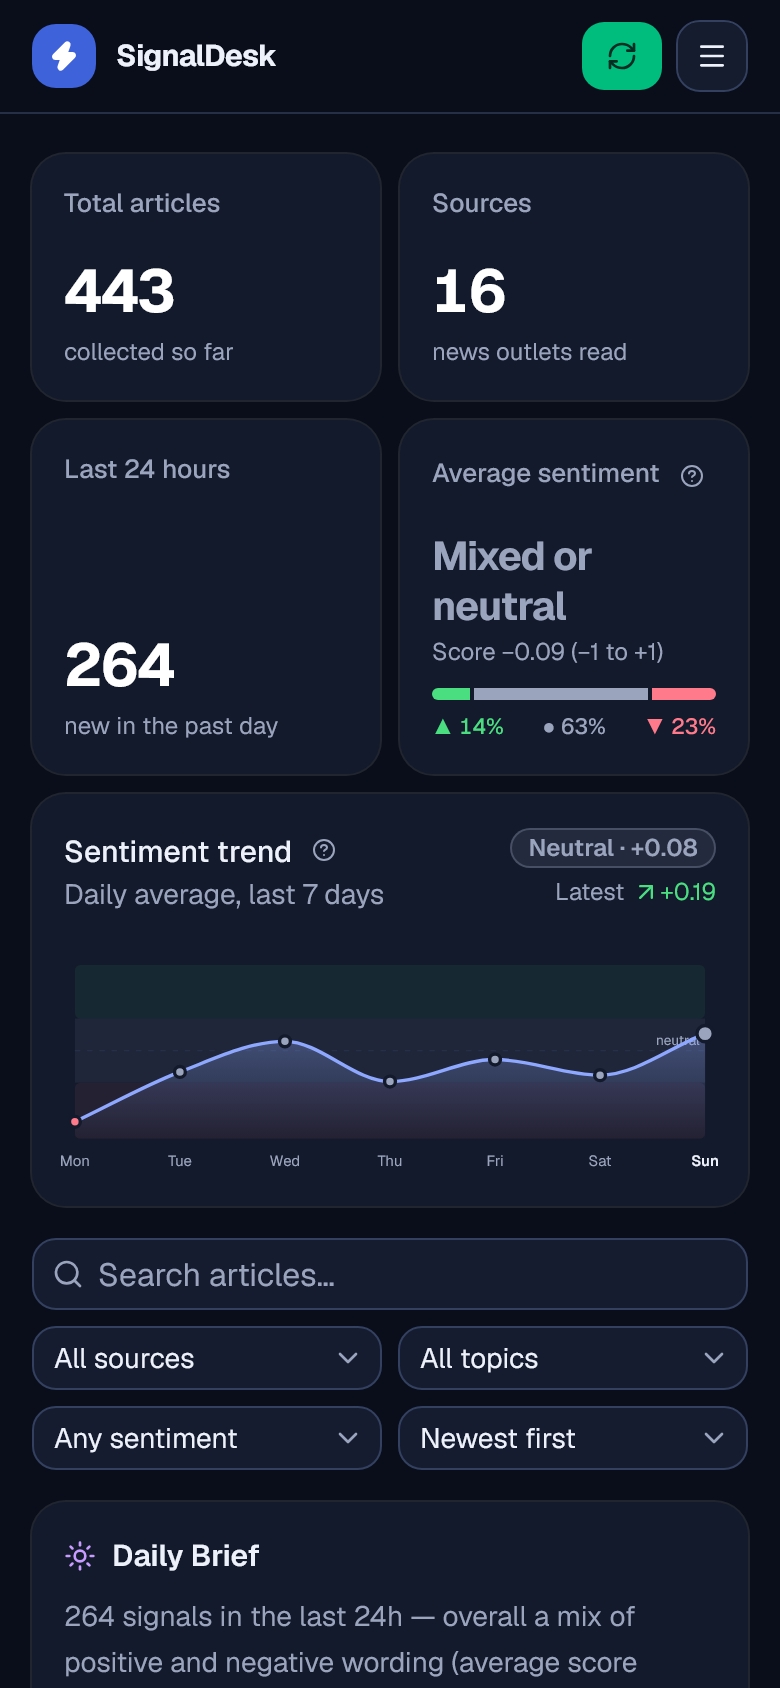 SignalDesk
Total articles
443
collected so far
Sources
16
news outlets read
Last 24 hours
264
new in the past day
Average sentiment
Mixed or
neutral
Score −0.09 (−1 to +1)
▲ 14% ● 63% ▼ 23%
Sentiment trend
Daily average, last 7 days
Neutral · +0.08
Latest ↗ +0.19
neutral
Mon Tue Wed Thu Fri Sat Sun
Search articles...
All sources
All topics
Any sentiment
Newest first
Daily Brief
264 signals in the last 24h — overall a mix of
positive and negative wording (average score